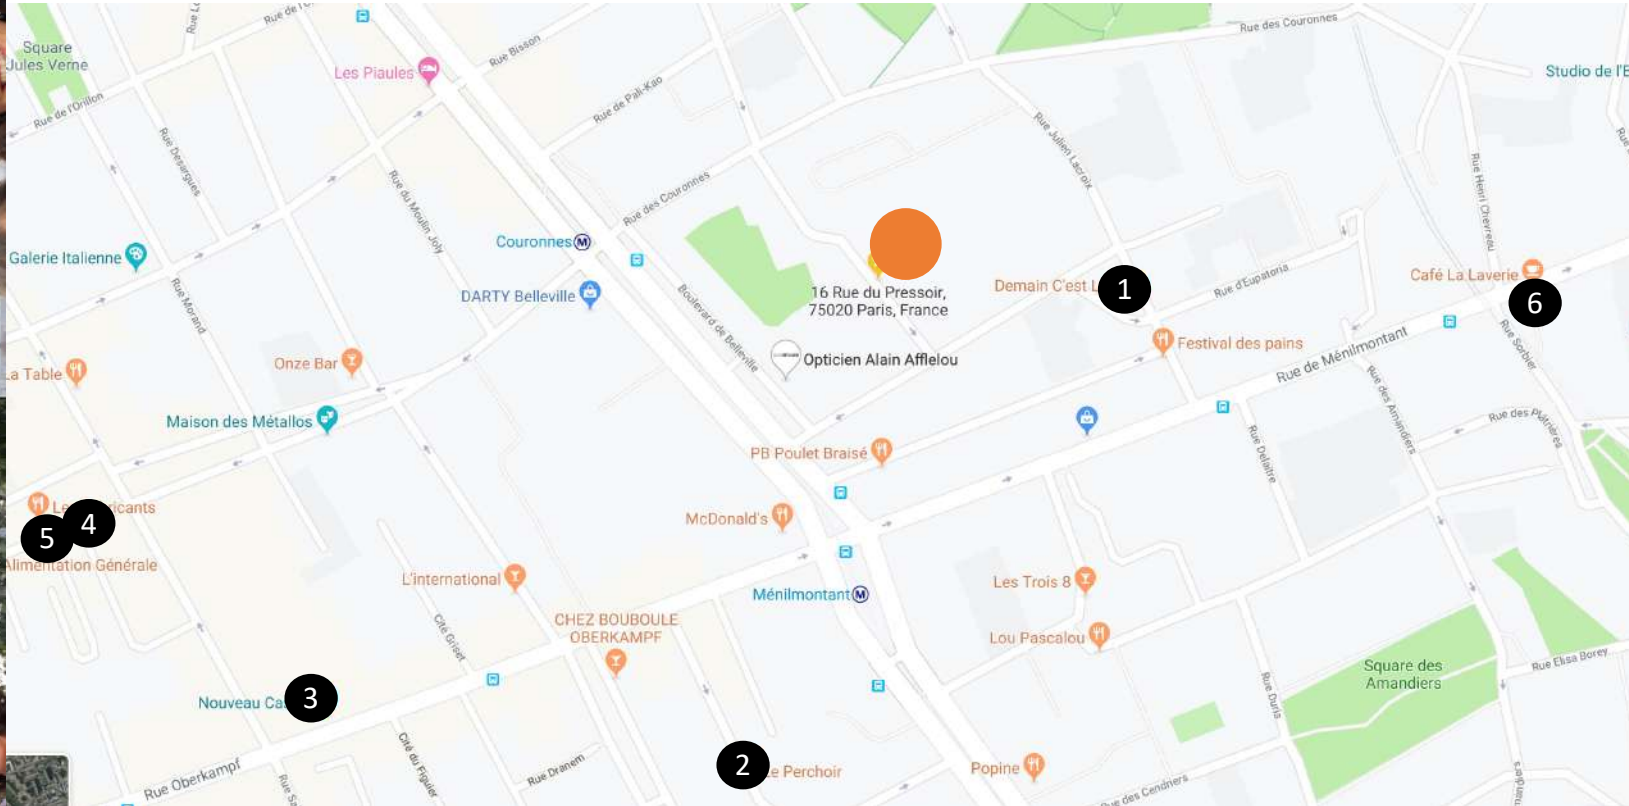 Rue de l'O
Rue des Couronnes
Square
Jules Verne
Rue Bisson
Les Piaules
Studio de l'E
Rue de Pali-Kao
Rue de l'Orillon
Rue Julien Lacroix
Rue Desargues
Rue Henri Chevreau
Rue du Moulin Joly
Rue des Couronnes
Couronnes M
Galerie Italienne
Demain C'est L
1
Rue d'Eupatoria
Café La Laverie
6
16 Rue du Pressoir,
75020 Paris, France
DARTY Belleville
Rue Morand
Boulevard de Belleville
Festival des pains
Rue Sorbier
Opticien Alain Afflelou
Onze Bar
La Table
Rue de Ménilmontant
Rue des Amandiers
Maison des Métallos
Rue des Plâtrières
Rue Delaitre
PB Poulet Braisé
McDonald's
4
5
Alimentation Générale
L'international
Les Trois 8
Ménilmontant M
CHEZ BOUBOULE
OBERKAMPF
Cité Griset
Lou Pascalou
Square des
Amandiers
Rue Elisa Borey
Nouveau Ca
3
Rue Duris
2
Le Perchoir
Popine
Rue Oberkampf
Cité du Figuier
Rue Dranem
Rue des Cendriers